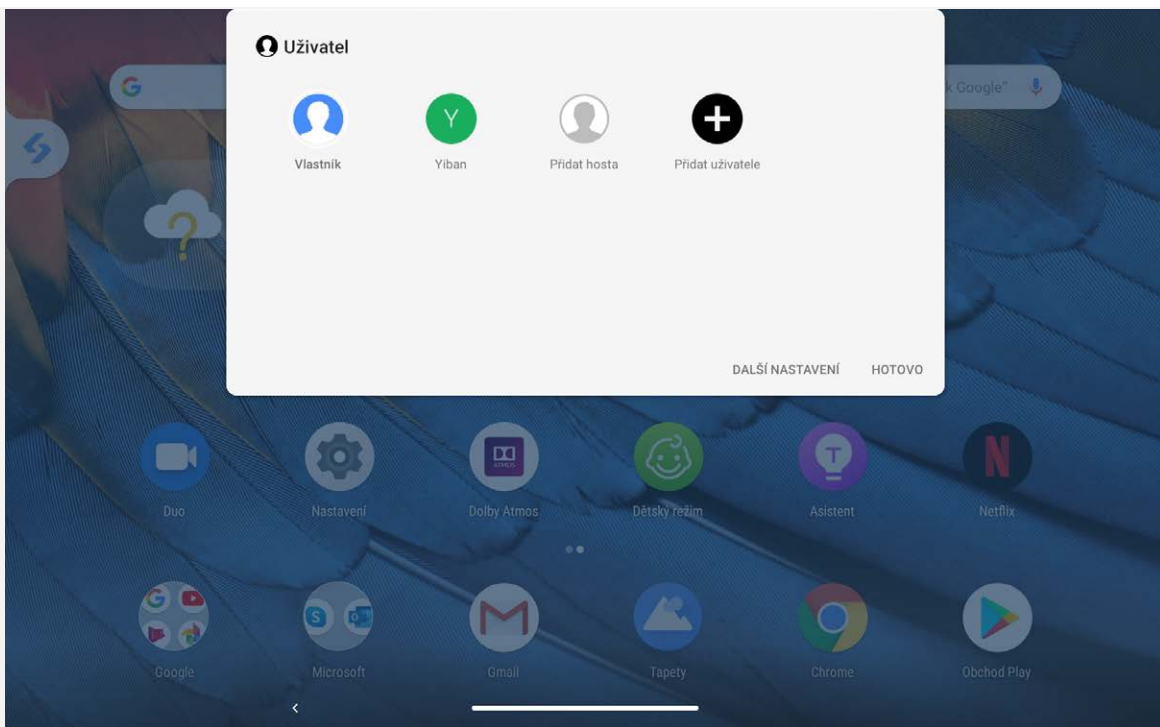 Uživatel
k Google"
Y
Vlastník
Yiban
Přidat hosta
Přidat uživatele
DALŠÍ NASTAVENÍ
HOTOVO
Duo
Nastavení
Dolby Atmos
Dětský režim
Asistent
Netflix
Google
Microsoft
Gmail
Tapety
Chrome
Obchod Play